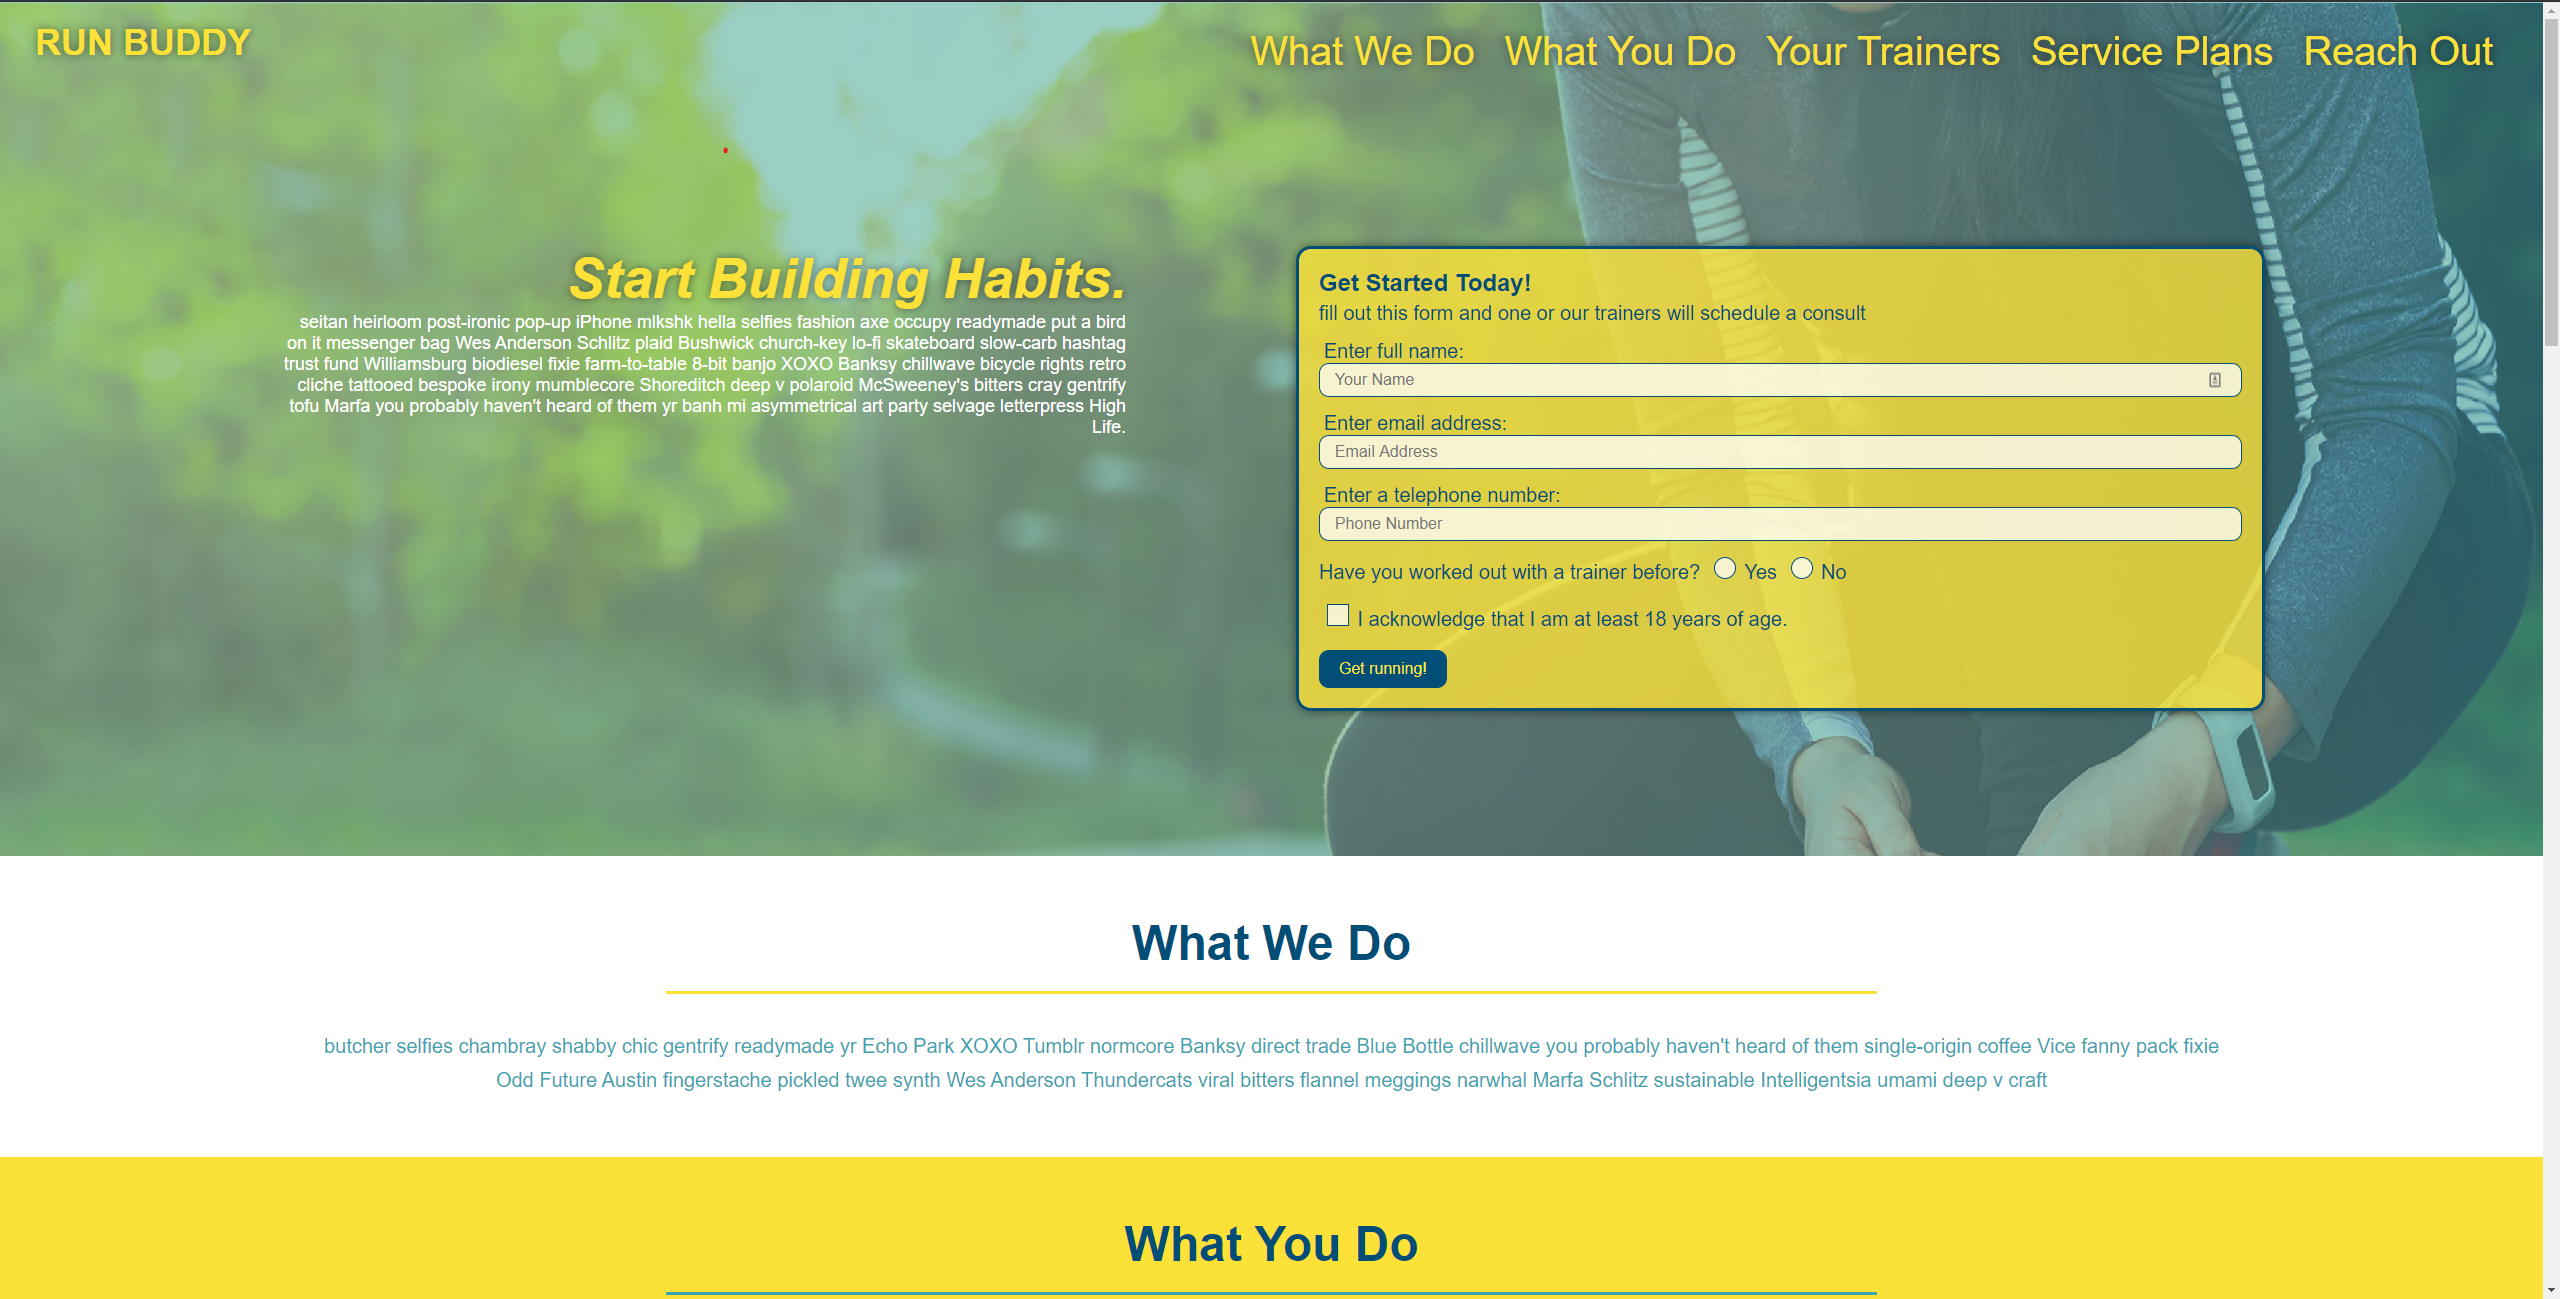 RUN BUDDY
What We Do What You Do Your Trainers Service Plans Reach Out
Start Building Habits.
seitan heirloom post-ironic pop-up iPhone mlkshk hella selfies fashion axe occupy readymade put a bird
on it messenger bag Wes Anderson Schlitz plaid Bushwick church-key lo-fi skateboard slow-carb hashtag
trust fund Williamsburg biodiesel fixie farm-to-table 8-bit banjo XOXO Banksy chillwave bicycle rights retro
cliche tattooed bespoke irony mumblecore Shoreditch deep v polaroid McSweeney's bitters cray gentrify
tofu Marfa you probably haven't heard of them yr banh mi asymmetrical art party selvage letterpress High
Life.
Get Started Today!
fill out this form and one or our trainers will schedule a consult
Enter full name:
Your Name
Enter email address:
Email Address
Enter a telephone number:
Phone Number
Have you worked out with a trainer before? Yes No
I acknowledge that I am at least 18 years of age.
Get running!
What We Do
butcher selfies chambray shabby chic gentrify readymade yr Echo Park XOXO Tumblr normcore Banksy direct trade Blue Bottle chillwave you probably haven't heard of them single-origin coffee Vice fanny pack fixie
Odd Future Austin fingerstache pickled twee synth Wes Anderson Thundercats viral bitters flannel meggings narwhal Marfa Schlitz sustainable Intelligentsia umami deep v craft
What You Do